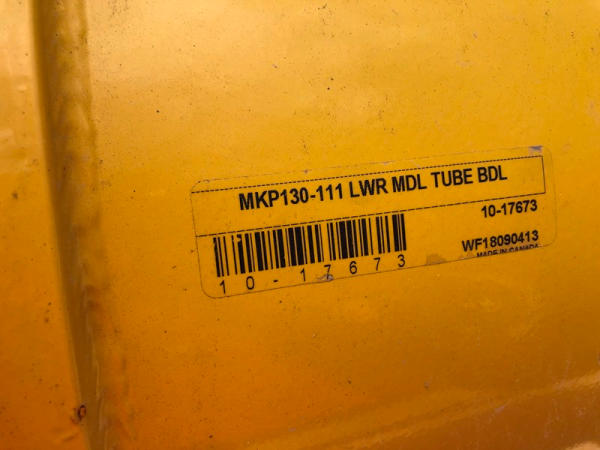 MKP130-111 LWR MDL TUBE BDL
10-17673
WF18090413
MADE IN CANADA
10-17673